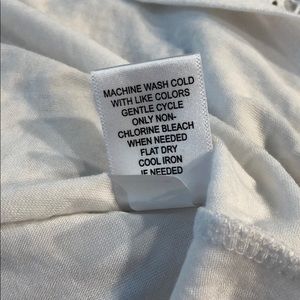 MACHINE WASH COLD
WITH LIKE COLORS
GENTLE CYCLE
ONLY NON-
CHLORINE BLEACH
WHEN NEEDED
FLAT DRY
COOL IRON
IF NEEDED